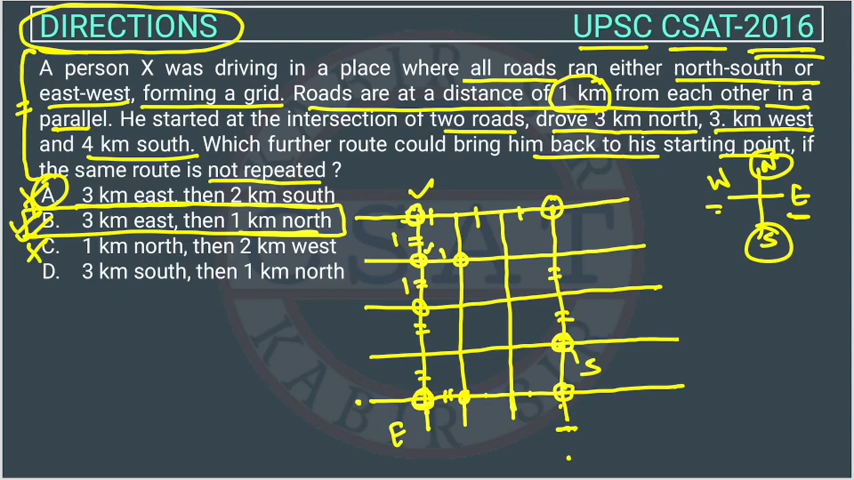 DIRECTIONS UPSC CSAT-2016
A person X was driving in a place where all roads ran either north-south or
east-west, forming a grid. Roads are at a distance of 1 km from each other in a
parallel. He started at the intersection of two roads, drove 3 km north, 3. km west
and 4 km south. Which further route could bring him back to his starting point, if
the same route is not repeated ?
A. 3 km east, then 2 km south
B. 3 km east, then 1 km north
C. 1 km north, then 2 km west
D. 3 km south, then 1 km north
N
W E
S
S
E
CSAT
KABIR